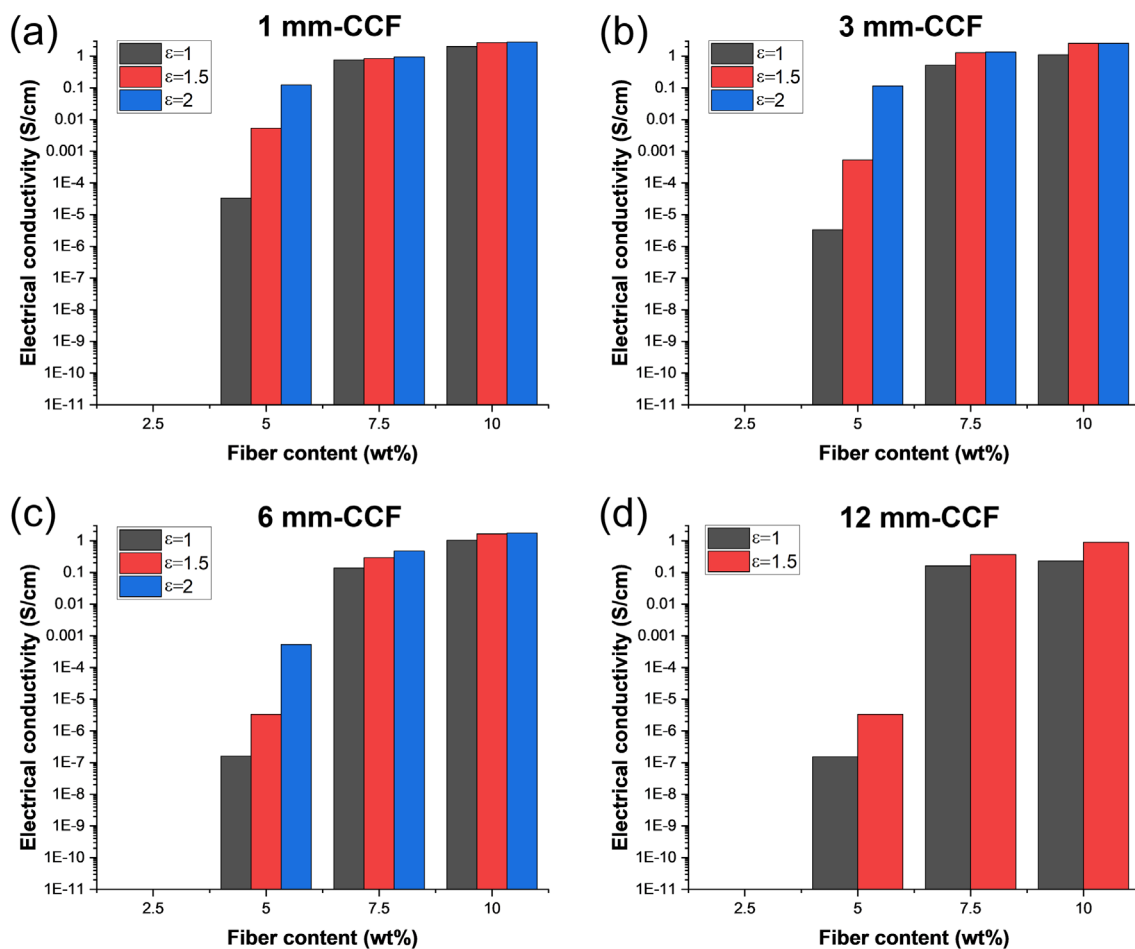 (a)
1 mm-CCF
ε=1
ε=1.5
ε=2
Electrical conductivity (S/cm)
1
0.1
0.01
0.001
1E-4
1E-5
1E-6
1E-7
1E-8
1E-9
1E-10
1E-11
2.5 5 7.5 10
Fiber content (wt%)
(b)
3 mm-CCF
ε=1
ε=1.5
ε=2
Electrical conductivity (S/cm)
1
0.1
0.01
0.001
1E-4
1E-5
1E-6
1E-7
1E-8
1E-9
1E-10
1E-11
2.5 5 7.5 10
Fiber content (wt%)
(c)
6 mm-CCF
ε=1
ε=1.5
ε=2
Electrical conductivity (S/cm)
1
0.1
0.01
0.001
1E-4
1E-5
1E-6
1E-7
1E-8
1E-9
1E-10
1E-11
2.5 5 7.5 10
Fiber content (wt%)
(d)
12 mm-CCF
ε=1
ε=1.5
Electrical conductivity (S/cm)
1
0.1
0.01
0.001
1E-4
1E-5
1E-6
1E-7
1E-8
1E-9
1E-10
1E-11
2.5 5 7.5 10
Fiber content (wt%)